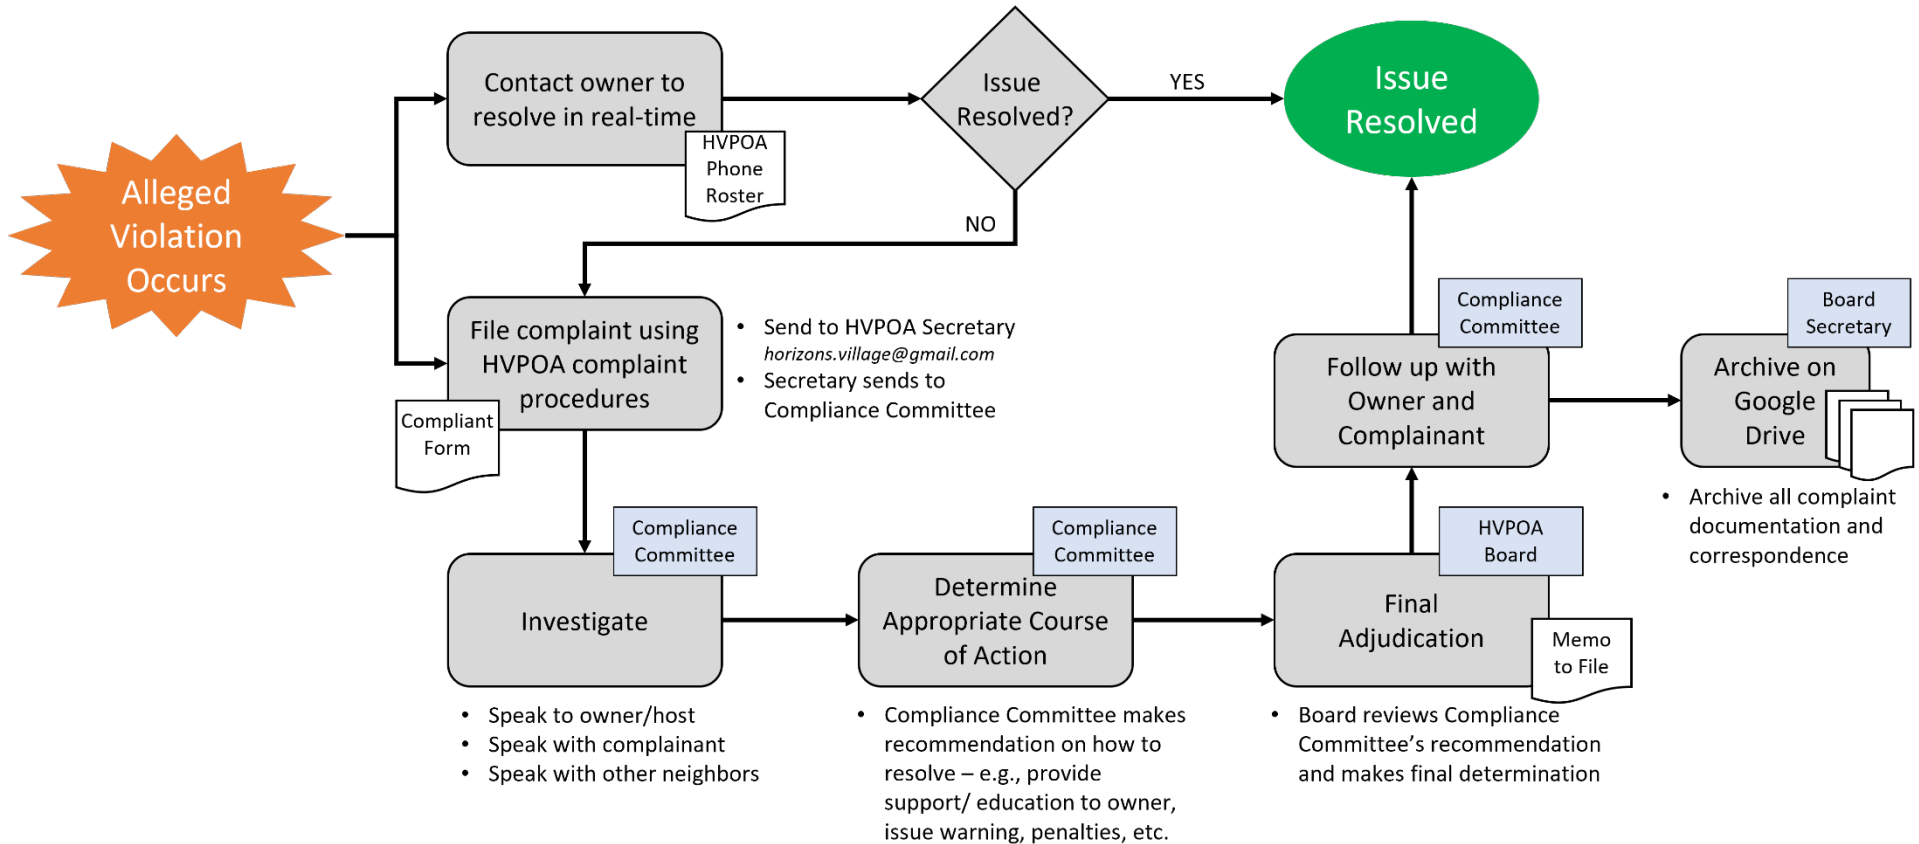 Alleged
Violation
Occurs
Contact owner to
resolve in real-time
HVPOA
Phone
Roster
Issue
Resolved?
YES
NO
Issue
Resolved
File complaint using
HVPOA complaint
procedures
Compliant
Form
• Send to HVPOA Secretary
horizons.village@gmail.com
• Secretary sends to
Compliance Committee
Compliance
Committee
Investigate
• Speak to owner/host
• Speak with complainant
• Speak with other neighbors
Compliance
Committee
Determine
Appropriate Course
of Action
• Compliance Committee makes
recommendation on how to
resolve – e.g., provide
support/ education to owner,
issue warning, penalties, etc.
HVPOA
Board
Final
Adjudication
Memo
to File
• Board reviews Compliance
Committee’s recommendation
and makes final determination
Compliance
Committee
Follow up with
Owner and
Complainant
Board
Secretary
Archive on
Google
Drive
• Archive all complaint
documentation and
correspondence